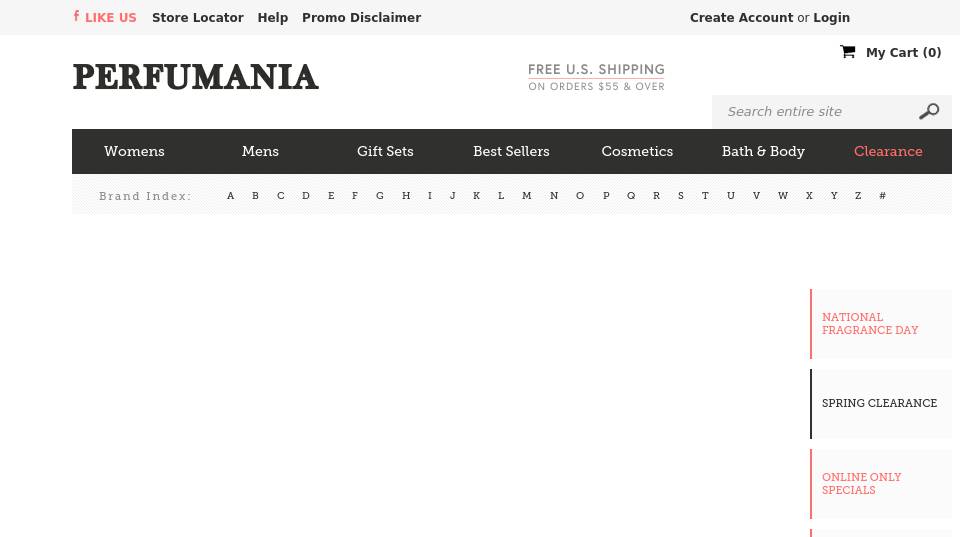 f LIKE US Store Locator Help Promo Disclaimer Create Account or Login
My Cart (0)
PERFUMANIA
FREE U.S. SHIPPING
ON ORDERS $55 & OVER
Search entire site
Womens Mens Gift Sets Best Sellers Cosmetics Bath & Body Clearance
Brand Index: A B C D E F G H I J K L M N O P Q R S T U V W X Y Z #
NATIONAL
FRAGRANCE DAY
SPRING CLEARANCE
ONLINE ONLY
SPECIALS